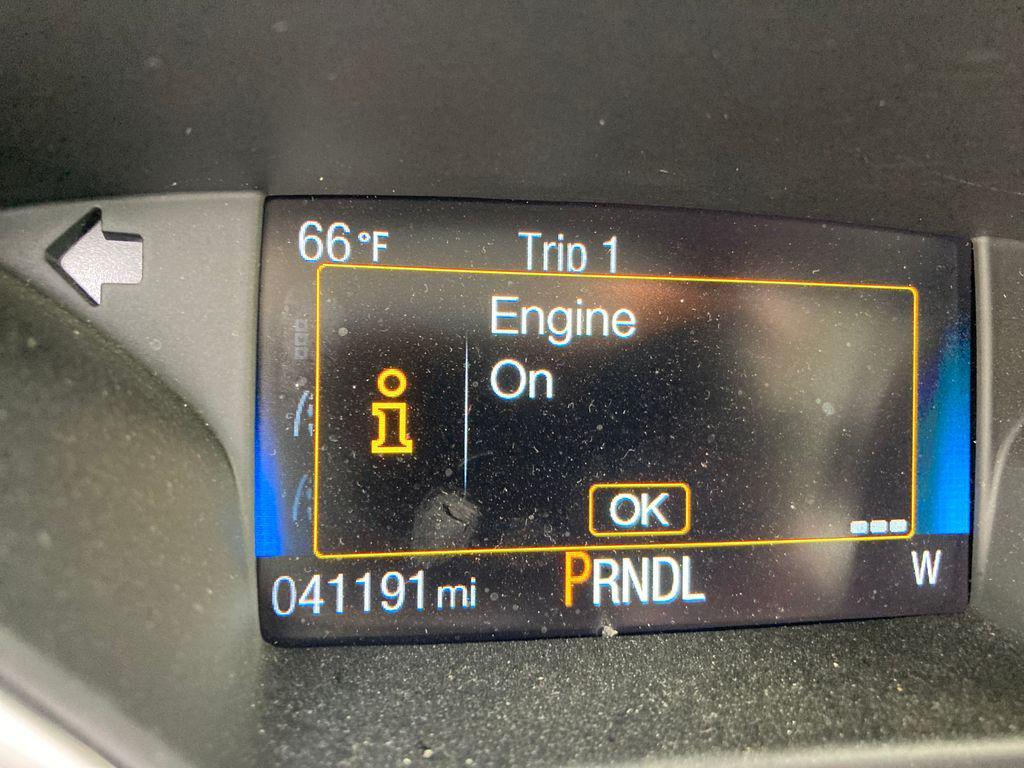 66°F Trip 1
Engine
On
OK
041191 mi PRNDL W